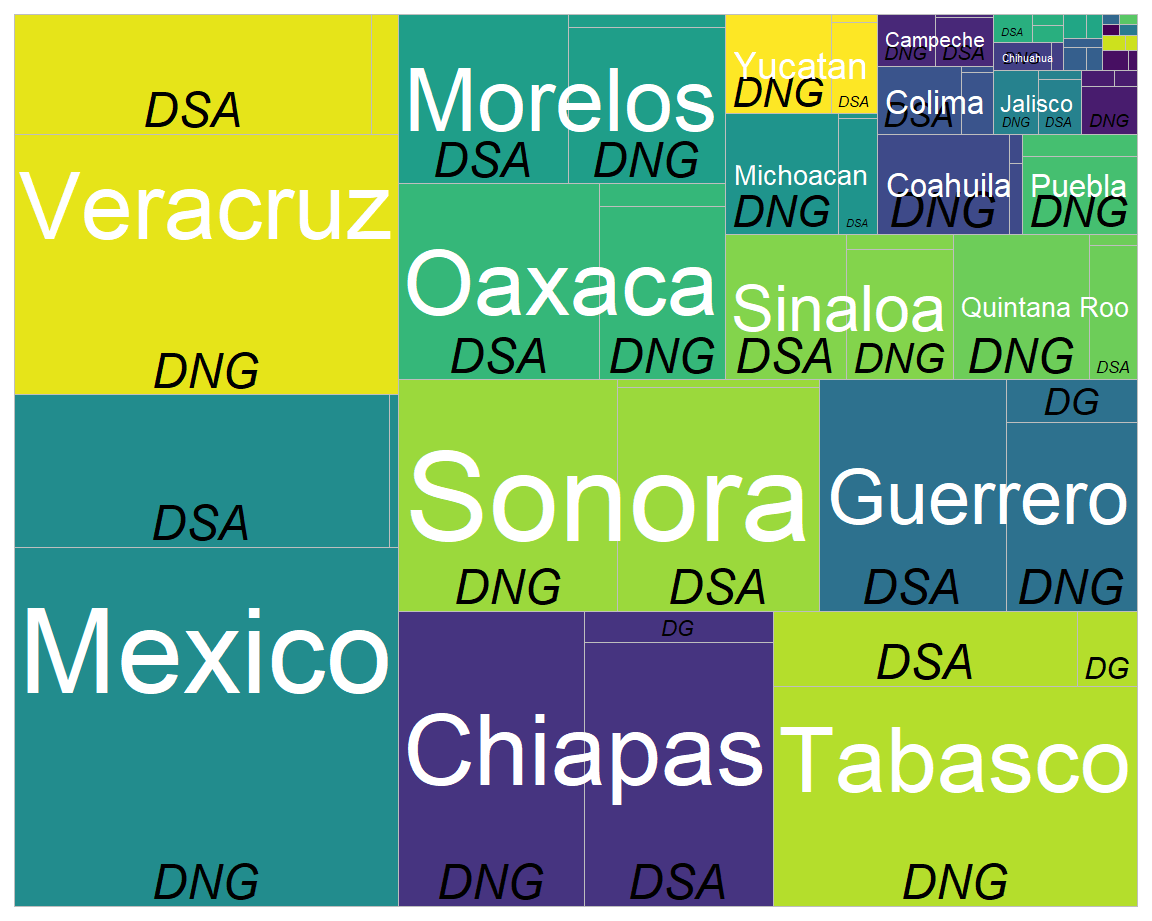 DSA
Veracruz
DNG
DSA
Mexico
DNG
Morelos
DSA
DNG
Oaxaca
DSA
DNG
Yucatan
DNG
DSA
Michoacan
DNG
DSA
Campeche
DNG
DSA
Colima
DSA
DSA
Chihuahua
DNG
Jalisco
DNG
DSA
DNG
Coahuila
DNG
Puebla
DNG
Sinaloa
DSA
DNG
Quintana Roo
DNG
DSA
Sonora
DNG
DSA
Guerrero
DSA
DG
DNG
Chiapas
DNG
DG
DSA
DSA
DG
Tabasco
DNG